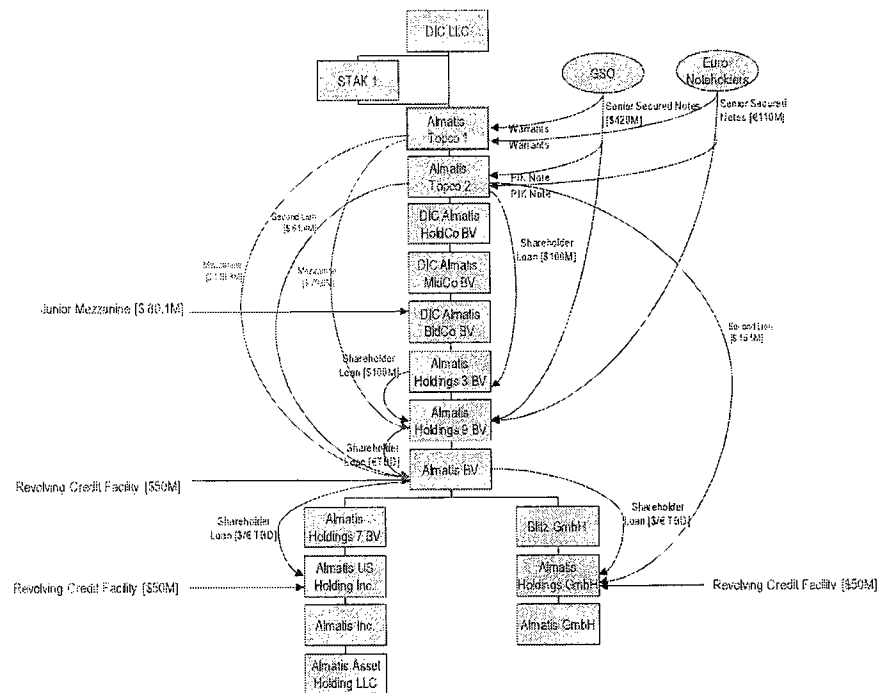 DIC LLC
STAK 1
GSO
Euro
Noteholders
Senior Secured Notes
[$420M]
Senior Secured
Notes [€110M]
Almatis
Topco 1
Warrants
Warrants
Almatis
Topco 2
PIK Note
PIK Note
Second Lien
Mezzanine
Mezzanine
DIC Almatis
HoldCo BV
Shareholder
Loan [$100M]
DIC Almatis
MidCo BV
Junior Mezzanine [$ 80.1M]
DIC Almatis
BidCo BV
Second Lien
Shareholder
Loan [$100M]
Almatis
Holdings 3 BV
Almatis
Holdings 9 BV
Shareholder
Loan [€TBD]
Almatis BV
Revolving Credit Facility [$50M]
Shareholder
Loan [$/€ TBD]
Almatis
Holdings 7 BV
Blitz GmbH
Shareholder
Loan [$/€ TBD]
Revolving Credit Facility [$50M]
Almatis US
Holding Inc.
Almatis
Holdings GmbH
Revolving Credit Facility [$50M]
Almatis Inc.
Almatis GmbH
Almatis Asset
Holding LLC